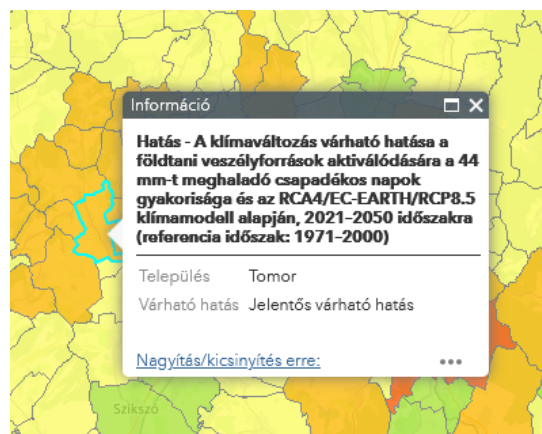 Információ
Hatás - A klímaváltozás várható hatása a
földtani veszélyforrások aktiválódására a 44
mm-t meghaladó csapadékos napok
gyakorisága és az RCA4/EC-EARTH/RCP8.5
klímamodell alapján, 2021-2050 időszakra
(referencia időszak: 1971-2000)
Település Tomor
Várható hatás Jelentős várható hatás
Nagyítás/kicsinyítés erre:
Szikszó